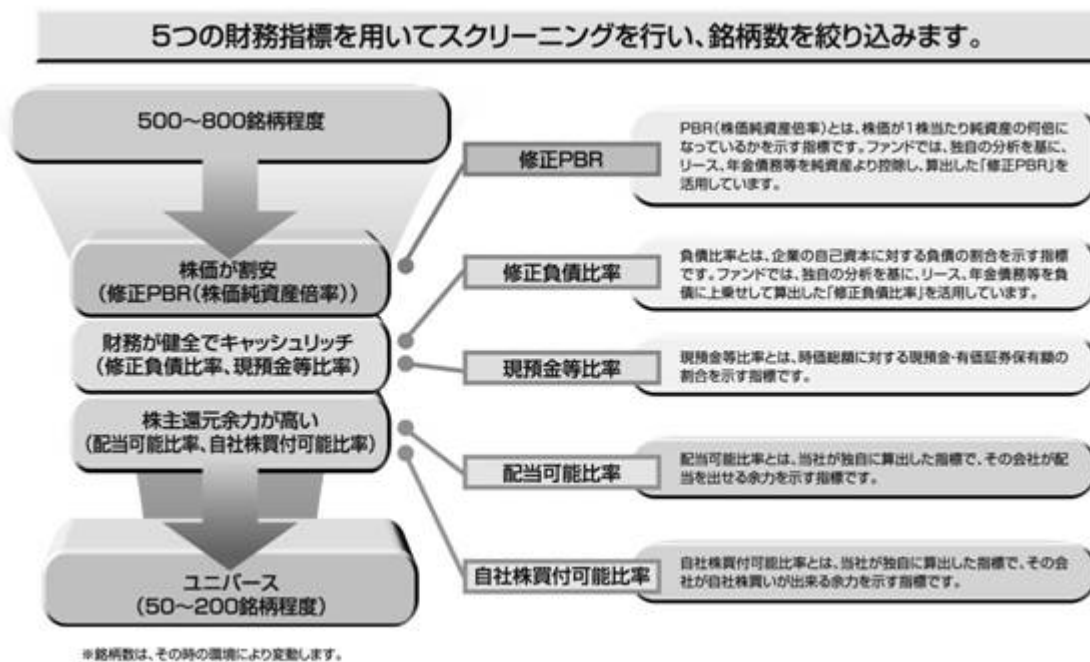 5つの財務指標を用いてスクリーニングを行い、銘柄数を絞り込みます。
500〜800銘柄程度
株価が割安
(修正PBR(株価純資産倍率))
財務が健全でキャッシュリッチ
(修正負債比率、現預金等比率)
株主還元余力が高い
(配当可能比率、自社株買付可能比率)
ユニバース
(50〜200銘柄程度)
修正PBR
PBR(株価純資産倍率)とは、株価が1株当たり純資産の何倍に
なっているかを示す指標です。ファンドでは、独自の分析を基に、
リース、年金債務等を純資産より控除し、算出した「修正PBR」を
活用しています。
修正負債比率
負債比率とは、企業の自己資本に対する負債の割合を示す指標
です。ファンドでは、独自の分析を基に、リース、年金債務等を負
債に上乗せして算出した「修正負債比率」を活用しています。
現預金等比率
現預金等比率とは、時価総額に対する現預金・有価証券保有額の
割合を示す指標です。
配当可能比率
配当可能比率とは、当社が独自に算出した指標で、その会社が配
当を出せる余力を示す指標です。
自社株買付可能比率
自社株買付可能比率とは、当社が独自に算出した指標で、その会
社が自社株買いが出来る余力を示す指標です。
※銘柄数は、その時の環境により変動します。